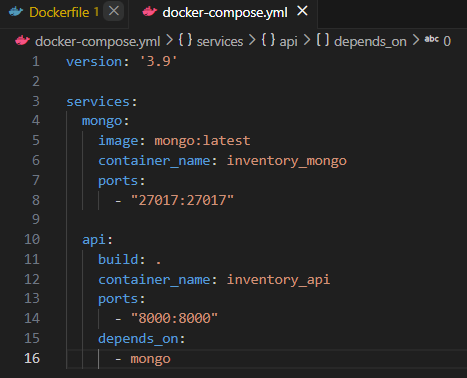 Dockerfile 1 docker-compose.yml
docker-compose.yml > { } services > { } api > [ ] depends_on > abc 0
1 version: '3.9'
2
3 services:
4   mongo:
5     image: mongo:latest
6     container_name: inventory_mongo
7     ports:
8       - "27017:27017"
9
10   api:
11     build: .
12     container_name: inventory_api
13     ports:
14       - "8000:8000"
15     depends_on:
16       - mongo